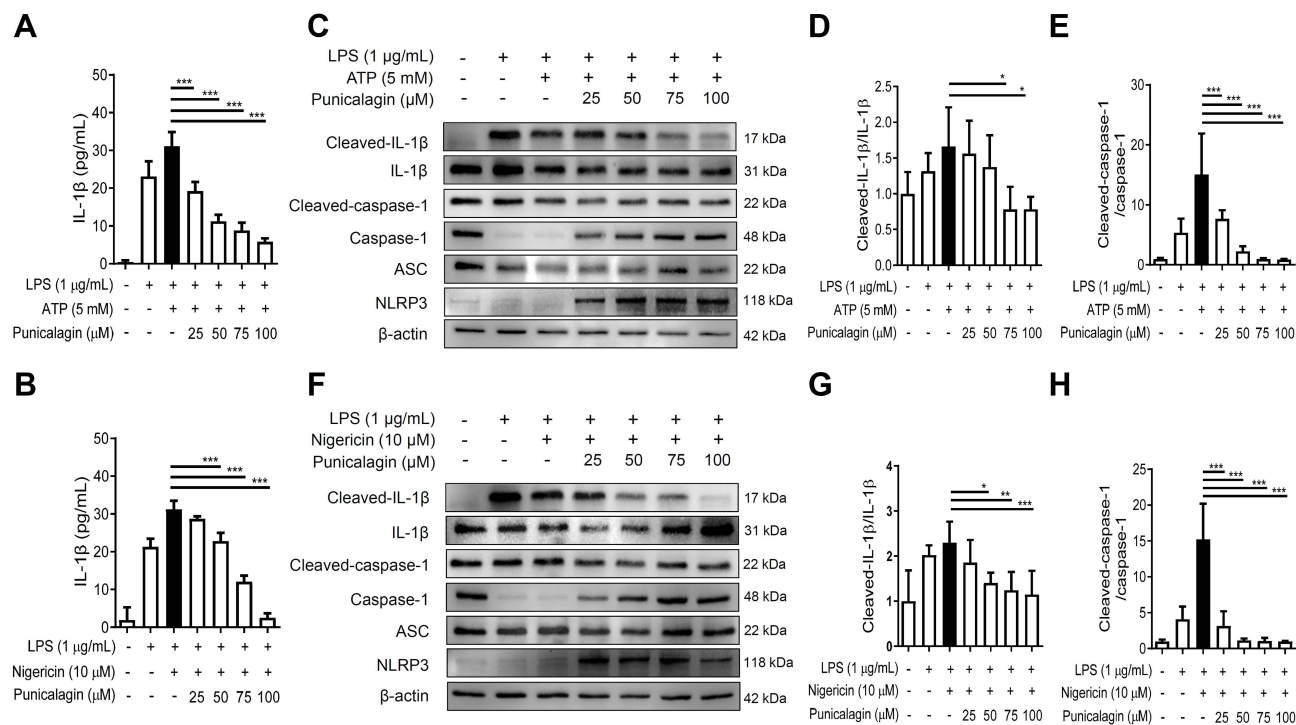 A
IL-1β (pg/mL)
50
40
30
20
10
0
*** *** *** ***
LPS (1 μg/mL) - + + + + + +
ATP (5 mM) - - + + + + +
Punicalagin (μM) - - - 25 50 75 100
C
LPS (1 μg/mL) - + + + + + +
ATP (5 mM) - - + + + + +
Punicalagin (μM) - - - 25 50 75 100
Cleaved-IL-1β 17 kDa
IL-1β 31 kDa
Cleaved-caspase-1 22 kDa
Caspase-1 48 kDa
ASC 22 kDa
NLRP3 118 kDa
β-actin 42 kDa
D
Cleaved-IL-1β/IL-1β
2.5
2.0
1.5
1.0
0.5
0.0
* *
LPS (1 μg/mL) - + + + + + +
ATP (5 mM) - - + + + + +
Punicalagin (μM) - - - 25 50 75 100
E
Cleaved-caspase-1
/caspase-1
30
20
10
0
*** *** *** ***
LPS (1 μg/mL) - + + + + + +
ATP (5 mM) - - + + + + +
Punicalagin (μM) - - - 25 50 75 100
B
IL-1β (pg/mL)
50
40
30
20
10
0
*** *** ***
LPS (1 μg/mL) - + + + + + +
Nigericin (10 μM) - - + + + + +
Punicalagin (μM) - - - 25 50 75 100
F
LPS (1 μg/mL) - + + + + + +
Nigericin (10 μM) - - + + + + +
Punicalagin (μM) - - - 25 50 75 100
Cleaved-IL-1β 17 kDa
IL-1β 31 kDa
Cleaved-caspase-1 22 kDa
Caspase-1 48 kDa
ASC 22 kDa
NLRP3 118 kDa
β-actin 42 kDa
G
Cleaved-IL-1β/IL-1β
4
3
2
1
0
* ** ***
LPS (1 μg/mL) - + + + + + +
Nigericin (10 μM) - - + + + + +
Punicalagin (μM) - - - 25 50 75 100
H
Cleaved-caspase-1
/caspase-1
25
20
15
10
5
0
*** *** *** ***
LPS (1 μg/mL) - + + + + + +
Nigericin (10 μM) - - + + + + +
Punicalagin (μM) - - - 25 50 75 100